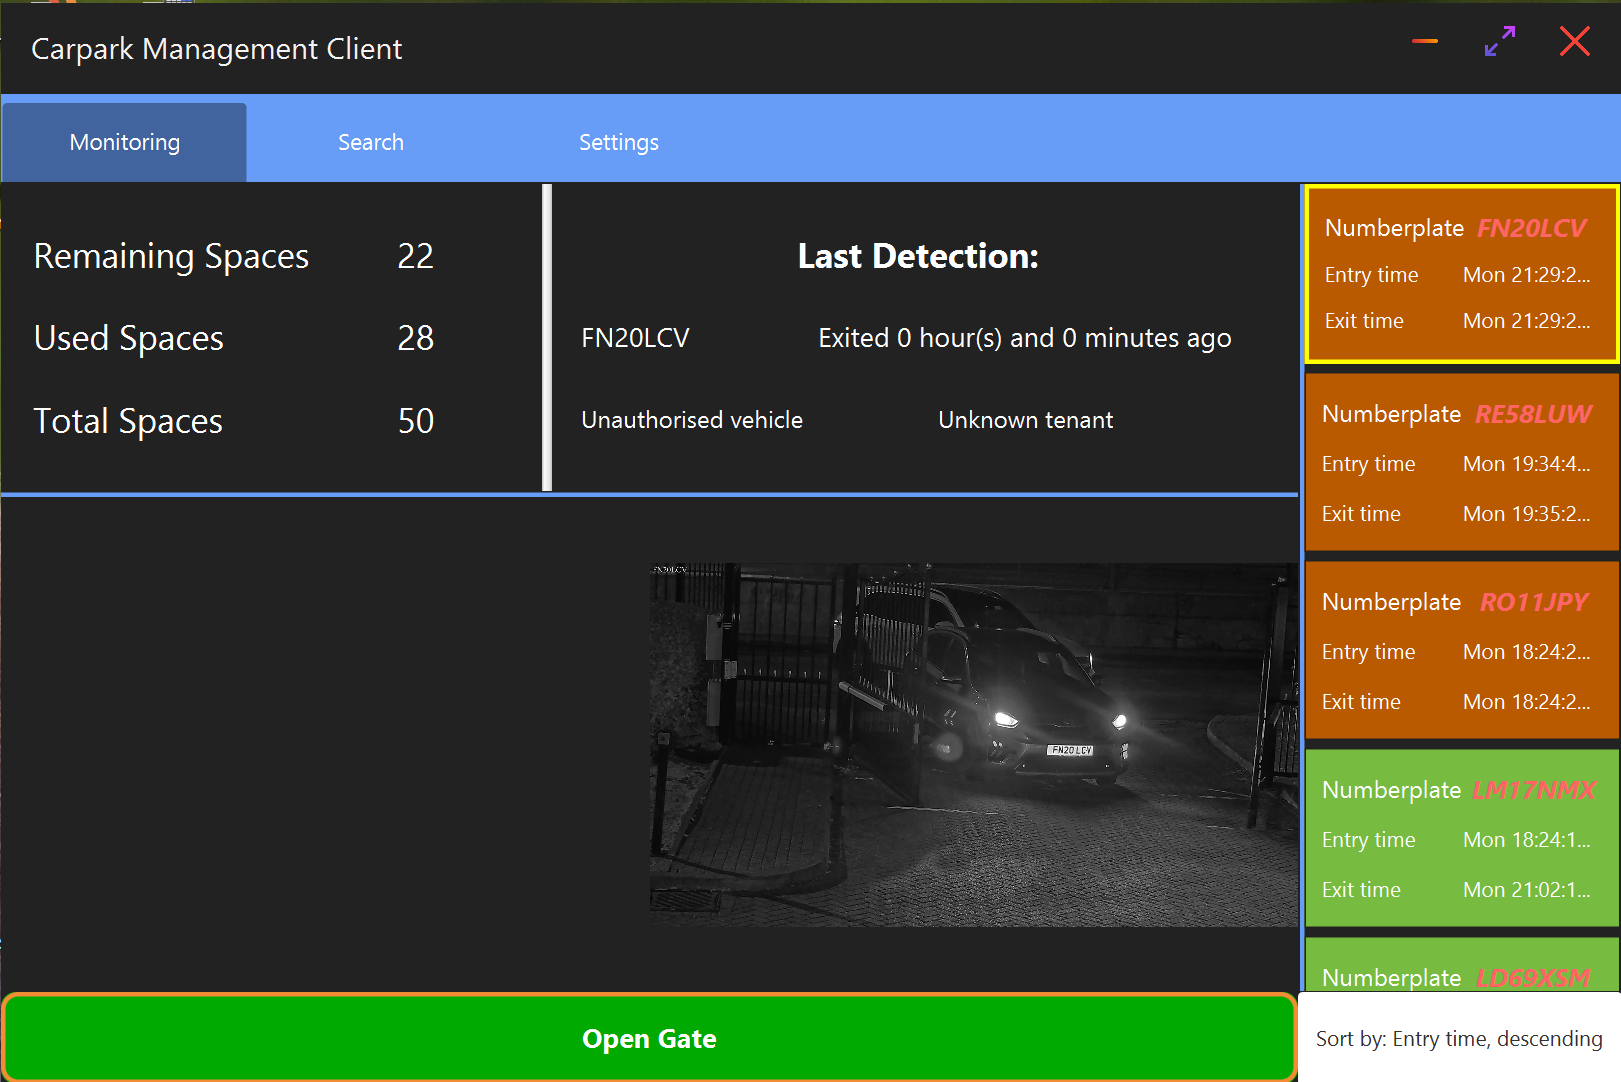 Carpark Management Client
Monitoring
Search
Settings
Remaining Spaces 22
Used Spaces 28
Total Spaces 50
Last Detection:
FN20LCV Exited 0 hour(s) and 0 minutes ago
Unauthorised vehicle Unknown tenant
FN20LCV
FN20 LCV
Open Gate
Numberplate FN20LCV
Entry time Mon 21:29:2...
Exit time Mon 21:29:2...
Numberplate RE58LUW
Entry time Mon 19:34:4...
Exit time Mon 19:35:2...
Numberplate RO11JPY
Entry time Mon 18:24:2...
Exit time Mon 18:24:2...
Numberplate LM17NMX
Entry time Mon 18:24:1...
Exit time Mon 21:02:1...
Numberplate LD69XSM
Sort by: Entry time, descending